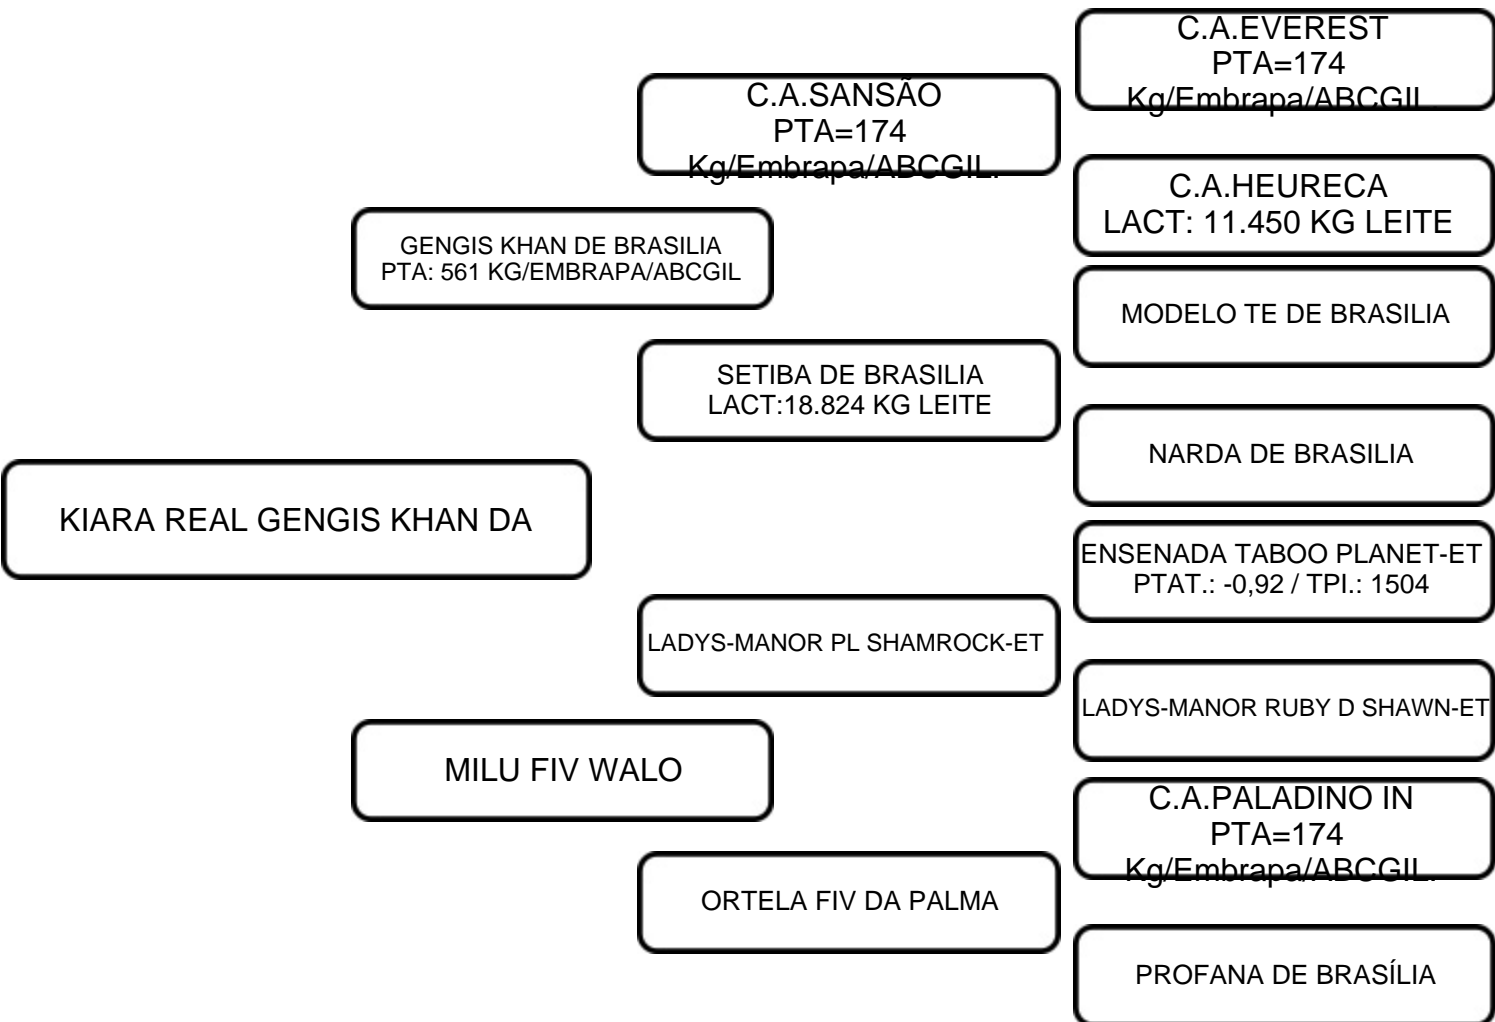 C.A.EVEREST
PTA=174
Kg/Embrapa/ABCGIL.
C.A.SANSÃO
PTA=174
Kg/Embrapa/ABCGIL.
C.A.HEURECA
LACT: 11.450 KG LEITE
GENGIS KHAN DE BRASILIA
PTA: 561 KG/EMBRAPA/ABCGIL
MODELO TE DE BRASILIA
SETIBA DE BRASILIA
LACT:18.824 KG LEITE
NARDA DE BRASILIA
KIARA REAL GENGIS KHAN DA
ENSENADA TABOO PLANET-ET
PTAT.: -0,92 / TPI.: 1504
LADYS-MANOR PL SHAMROCK-ET
LADYS-MANOR RUBY D SHAWN-ET
MILU FIV WALO
C.A.PALADINO IN
PTA=174
Kg/Embrapa/ABCGIL.
ORTELA FIV DA PALMA
PROFANA DE BRASÍLIA